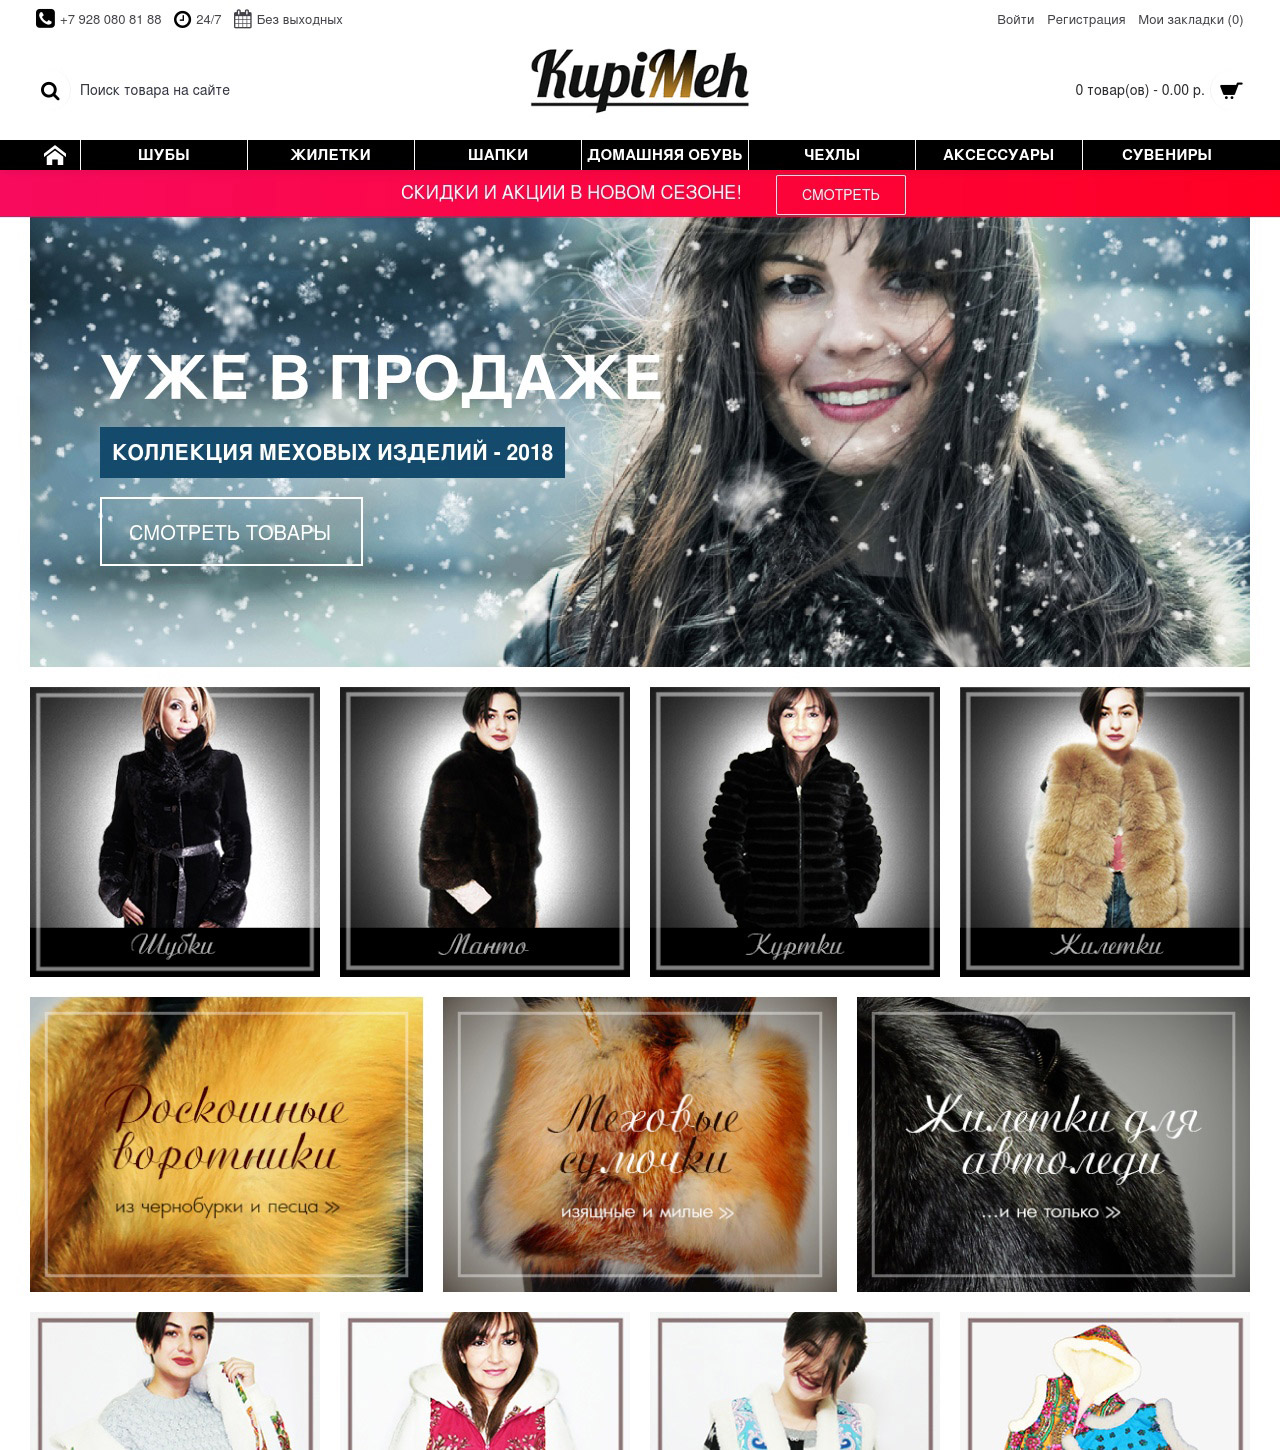 +7 928 080 81 88 24/7 Без выходных Войти Регистрация Мои закладки (0)
Поиск товара на сайте KupiMeh 0 товар(ов) - 0.00 р.
ШУБЫ ЖИЛЕТКИ ШАПКИ ДОМАШНЯЯ ОБУВЬ ЧЕХЛЫ АКСЕССУАРЫ СУВЕНИРЫ
СКИДКИ И АКЦИИ В НОВОМ СЕЗОНЕ! СМОТРЕТЬ
УЖЕ В ПРОДАЖЕ
КОЛЛЕКЦИЯ МЕХОВЫХ ИЗДЕЛИЙ - 2018
СМОТРЕТЬ ТОВАРЫ
Шубки Манто Куртки Жилетки
Роскошные
воротники
из чернобурки и песца
Меховые
сумочки
изящные и милые
Жилетки для
автоледи
...и не только